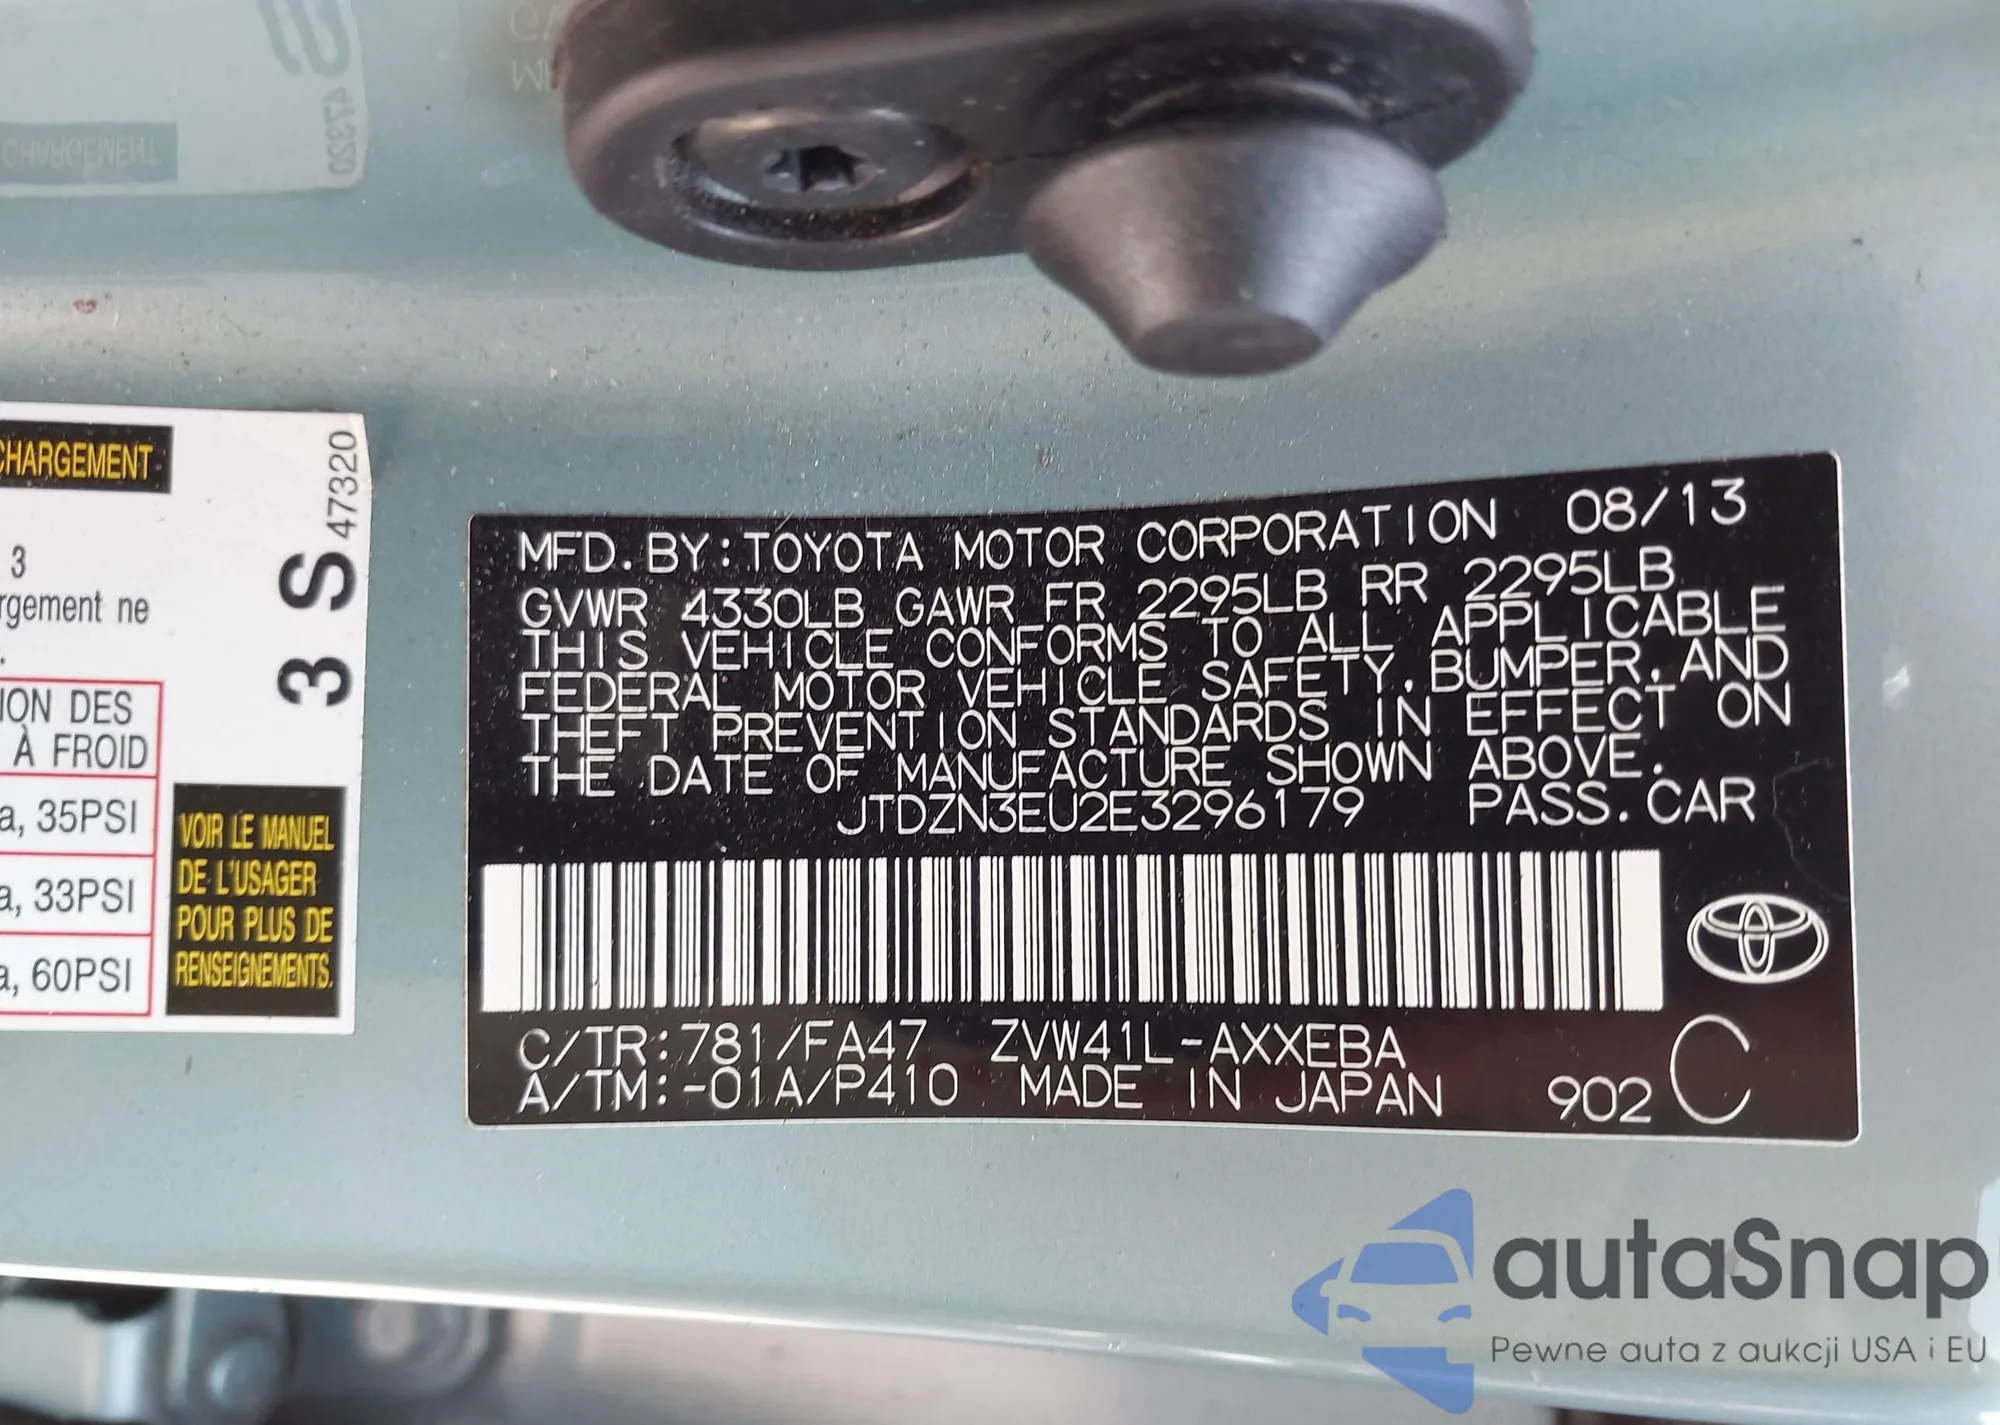 CHARGEMENT
3 S 47320
3
rgement ne
ION DES
À FROID
a, 35PSI
a, 33PSI
a, 60PSI
VOIR LE MANUEL
DE L'USAGER
POUR PLUS DE
RENSEIGNEMENTS.
MFD.BY:TOYOTA MOTOR CORPORATION 08/13
GVWR 4330LB GAWR FR 2295LB RR 2295LB
THIS VEHICLE CONFORMS TO ALL APPLICABLE
FEDERAL MOTOR VEHICLE SAFETY,BUMPER,AND
THEFT PREVENTION STANDARDS IN EFFECT ON
THE DATE OF MANUFACTURE SHOWN ABOVE.
JTDZN3EU2E3296179 PASS.CAR
C/TR:781/FA47 ZVW41L-AXXEBA
A/TM:-01A/P410 MADE IN JAPAN 902 C
autaSnap
Pewne auta z aukcji USA i EU